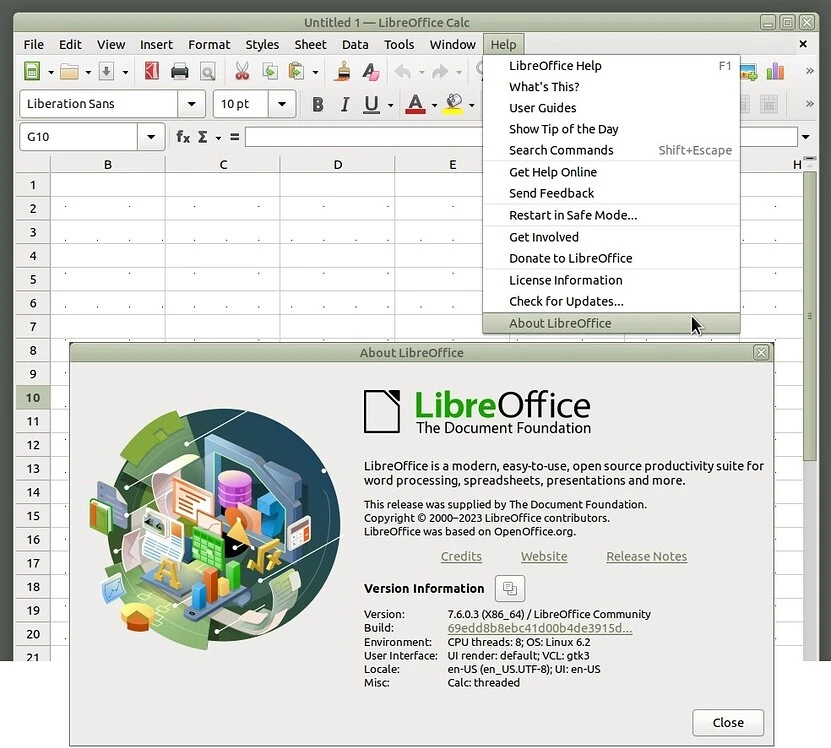 Untitled 1 — LibreOffice Calc
File Edit View Insert Format Styles Sheet Data Tools Window Help
LibreOffice Help F1
What's This?
User Guides
Show Tip of the Day
Search Commands Shift+Escape
Get Help Online
Send Feedback
Restart in Safe Mode...
Get Involved
Donate to LibreOffice
License Information
Check for Updates...
About LibreOffice
Liberation Sans 10 pt B I U A
G10 fx Σ =
B C D E H
1
2
3
4
5
6
7
8
9
10
11
12
13
14
15
16
17
18
19
20
21
About LibreOffice
LibreOffice
The Document Foundation
LibreOffice is a modern, easy-to-use, open source productivity suite for
word processing, spreadsheets, presentations and more.
This release was supplied by The Document Foundation.
Copyright © 2000–2023 LibreOffice contributors.
LibreOffice was based on OpenOffice.org.
Credits Website Release Notes
Version Information
Version: 7.6.0.3 (X86_64) / LibreOffice Community
Build: 69edd8b8ebc41d00b4de3915d...
Environment: CPU threads: 8; OS: Linux 6.2
User Interface: UI render: default; VCL: gtk3
Locale: en-US (en_US.UTF-8); UI: en-US
Misc: Calc: threaded
Close